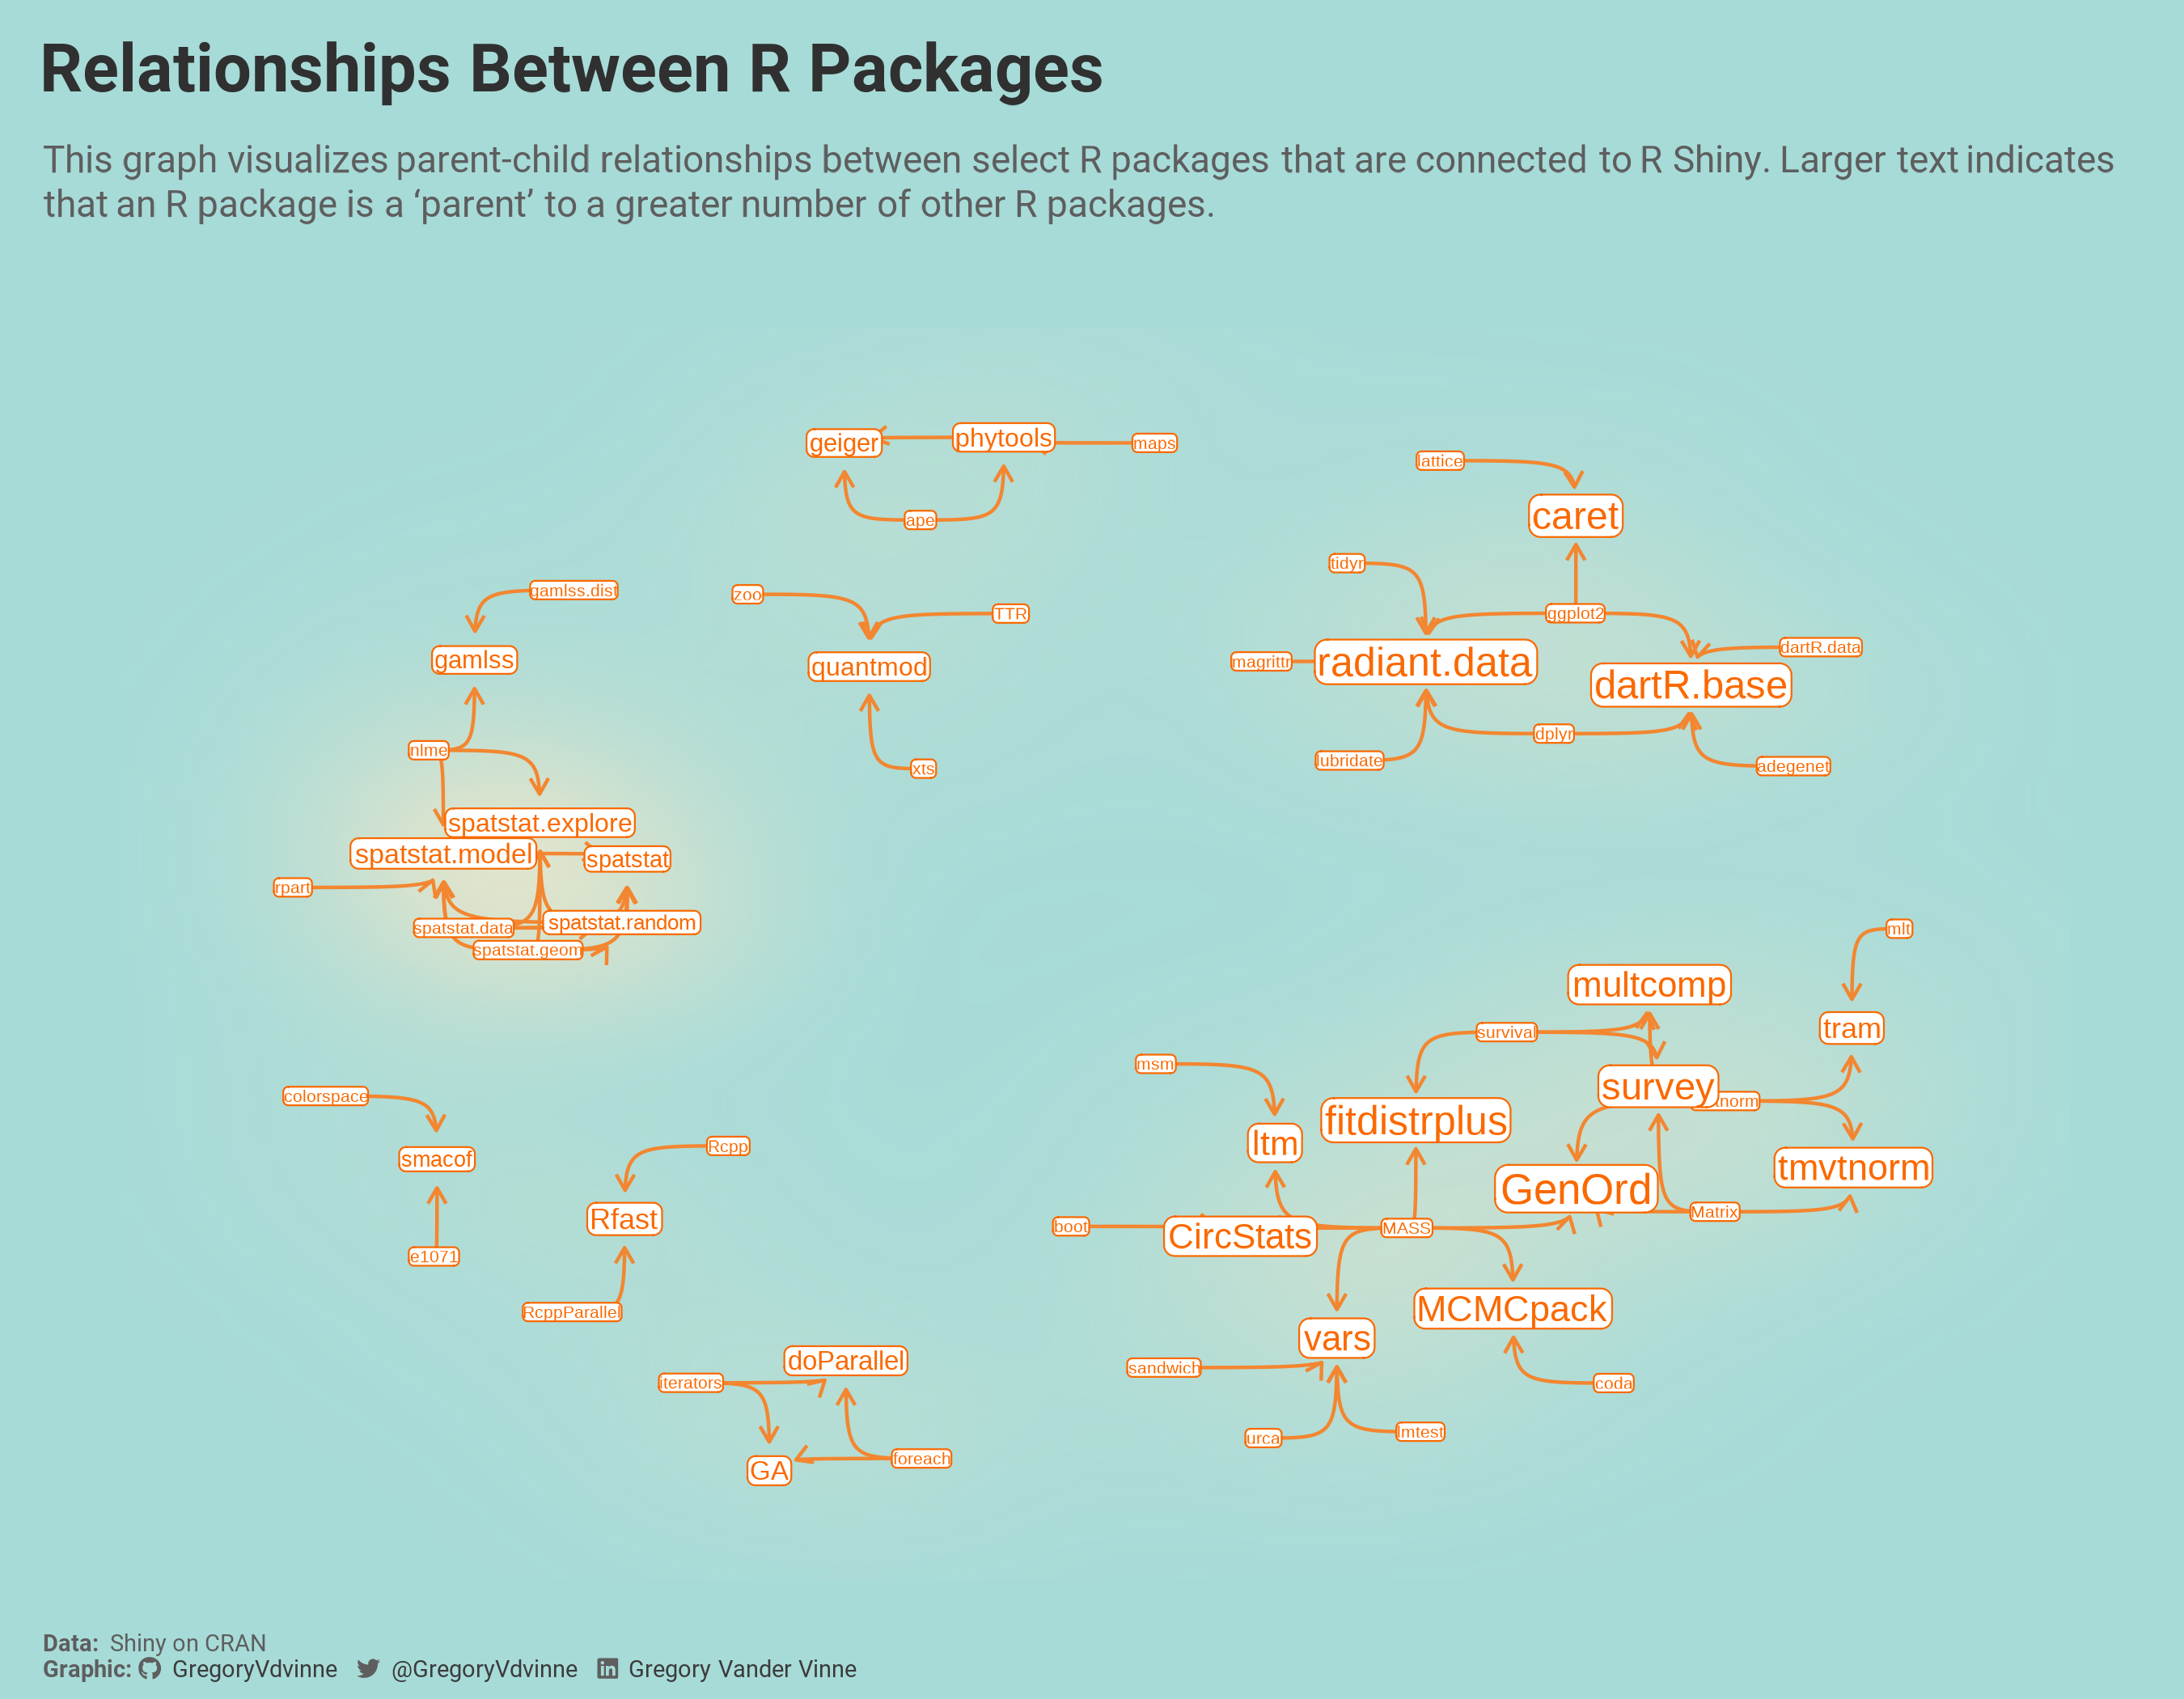 Relationships Between R Packages
This graph visualizes parent-child relationships between select R packages that are connected to R Shiny. Larger text indicates
that an R package is a ‘parent’ to a greater number of other R packages.
geiger
phytools
maps
ape
lattice
caret
tidyr
ggplot2
magrittr
radiant.data
dartR.data
dartR.base
dplyr
lubridate
adegenet
gamlss.dist
gamlss
zoo
TTR
quantmod
xts
nlme
spatstat.explore
spatstat.model
spatstat
rpart
spatstat.data
spatstat.random
spatstat.geom
colorspace
smacof
e1071
Rcpp
Rfast
RcppParallel
iterators
doParallel
GA
foreach
mlt
multcomp
tram
survival
msm
survey
fitdistrplus
ltm
tmvtnorm
GenOrd
Matrix
boot
CircStats
MASS
MCMCpack
vars
sandwich
coda
urca
lmtest
Data: Shiny on CRAN
Graphic: GregoryVdvinne @GregoryVdvinne Gregory Vander Vinne